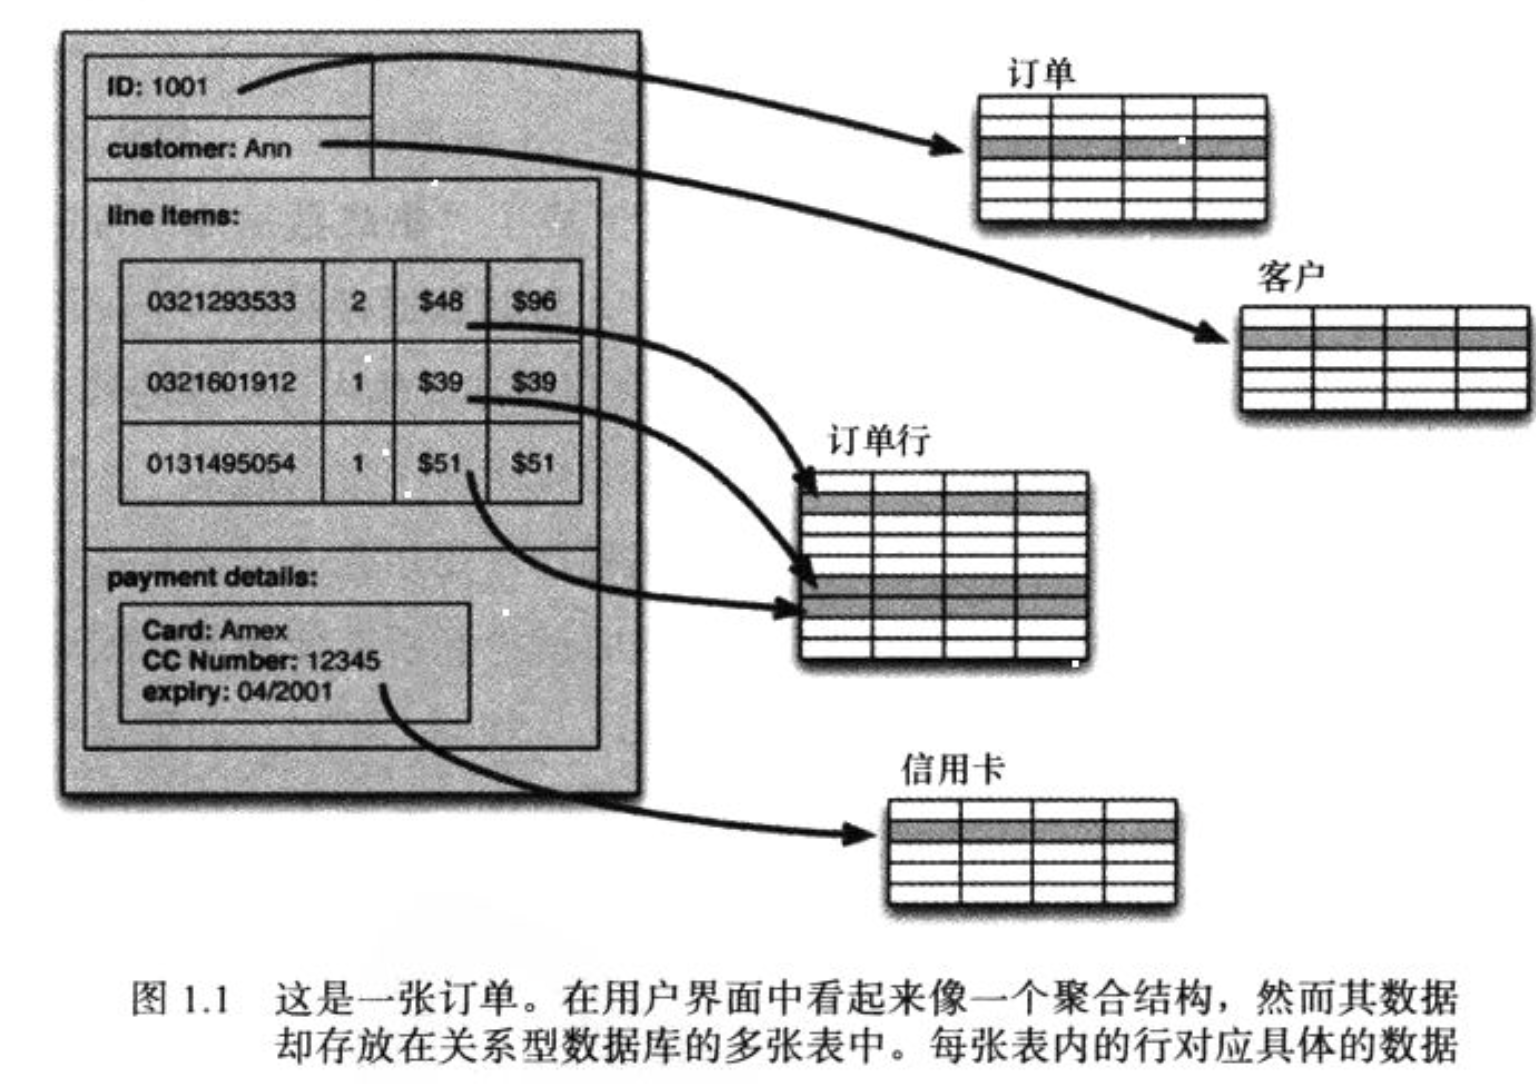 ID: 1001
订单
customer: Ann
line items:
客户
0321293533 2 $48 $96
0321601912 1 $39 $39
订单行
0131495054 1 $51 $51
payment details:
Card: Amex
CC Number: 12345
expiry: 04/2001
信用卡
图 1.1 这是一张订单。在用户界面中看起来像一个聚合结构，然而其数据
却存放在关系型数据库的多张表中。每张表内的行对应具体的数据